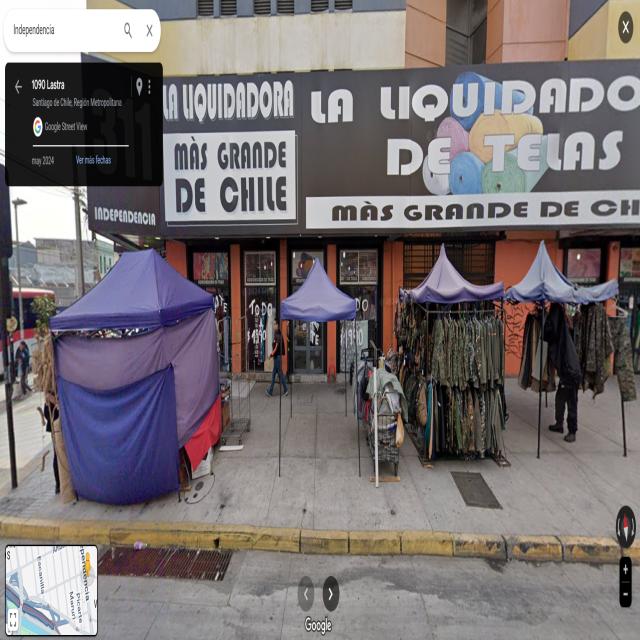 Independencia
1090 Lastra
Santiago de Chile, Región Metropolitana
Google Street View
may 2024
Ver más fechas
311
INDEPENDENCIA
LA LIQUIDADORA
MÀS GRANDE
DE CHILE
LA LIQUIDADO
DE TELAS
MÀS GRANDE DE CH
TODO
Google